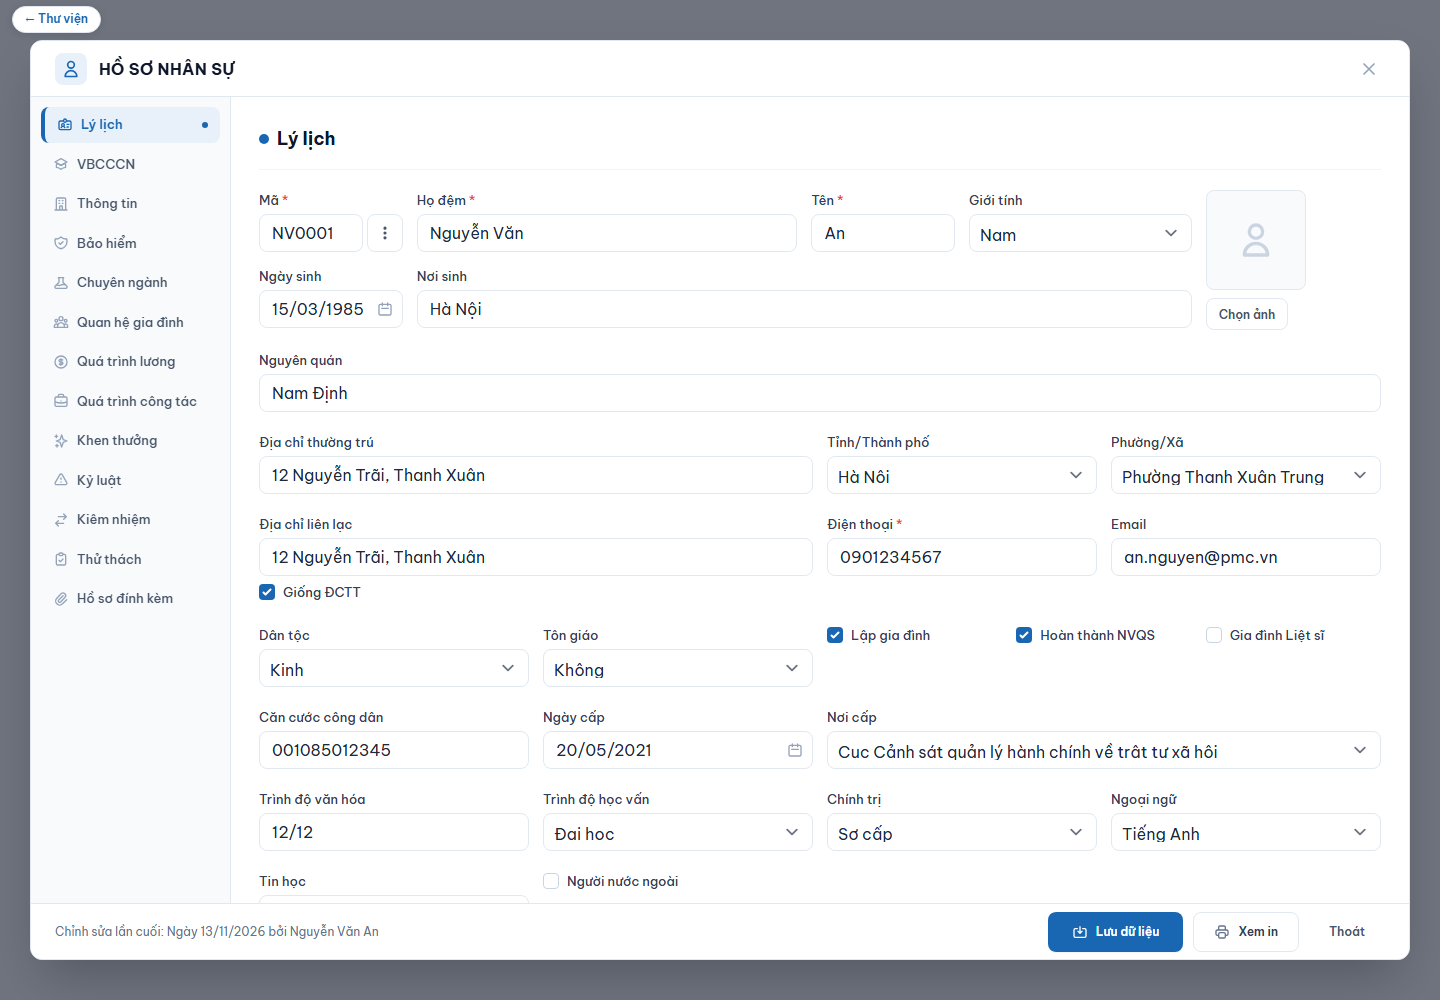 ← Thư viện
HỒ SƠ NHÂN SỰ
Lý lịch
VBCCCN
Thông tin
Bảo hiểm
Chuyên ngành
Quan hệ gia đình
Quá trình lương
Quá trình công tác
Khen thưởng
Kỷ luật
Kiêm nhiệm
Thử thách
Hồ sơ đính kèm
Lý lịch
Mã * Họ đệm * Tên * Giới tính
NV0001 Nguyễn Văn An Nam
Ngày sinh Nơi sinh
15/03/1985 Hà Nội
Chọn ảnh
Nguyên quán
Nam Định
Địa chỉ thường trú Tỉnh/Thành phố Phường/Xã
12 Nguyễn Trãi, Thanh Xuân Hà Nội Phường Thanh Xuân Trung
Địa chỉ liên lạc Điện thoại * Email
12 Nguyễn Trãi, Thanh Xuân 0901234567 an.nguyen@pmc.vn
Giống ĐCTT
Dân tộc Tôn giáo Lập gia đình Hoàn thành NVQS Gia đình Liệt sĩ
Kinh Không
Căn cước công dân Ngày cấp Nơi cấp
001085012345 20/05/2021 Cục Cảnh sát quản lý hành chính về trật tự xã hội
Trình độ văn hóa Trình độ học vấn Chính trị Ngoại ngữ
12/12 Đại học Sơ cấp Tiếng Anh
Tin học Người nước ngoài
Chỉnh sửa lần cuối: Ngày 13/11/2026 bởi Nguyễn Văn An
Lưu dữ liệu Xem in Thoát